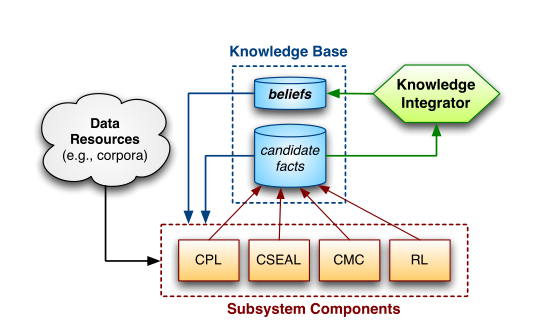 Knowledge Base
beliefs
Knowledge
Integrator
Data
Resources
(e.g., corpora)
candidate
facts
CPL
CSEAL
CMC
RL
Subsystem Components